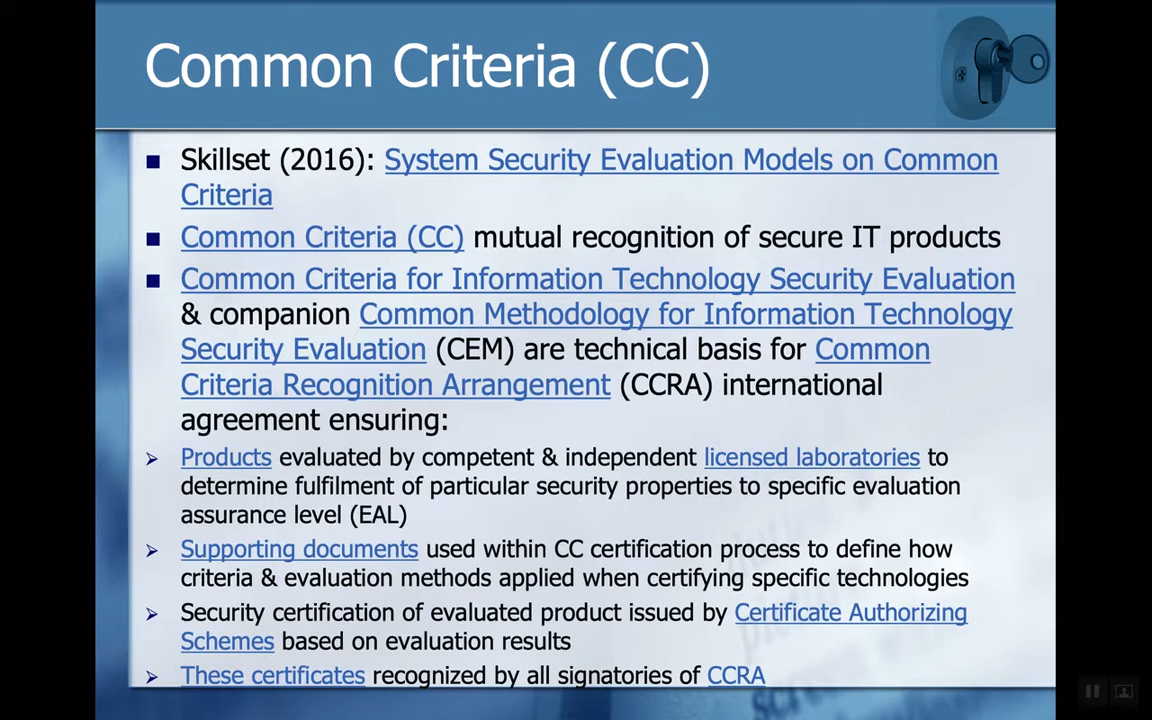 Common Criteria (CC)
Skillset (2016): System Security Evaluation Models on Common
Criteria
Common Criteria (CC) mutual recognition of secure IT products
Common Criteria for Information Technology Security Evaluation
& companion Common Methodology for Information Technology
Security Evaluation (CEM) are technical basis for Common
Criteria Recognition Arrangement (CCRA) international
agreement ensuring:
Products evaluated by competent & independent licensed laboratories to
determine fulfilment of particular security properties to specific evaluation
assurance level (EAL)
Supporting documents used within CC certification process to define how
criteria & evaluation methods applied when certifying specific technologies
Security certification of evaluated product issued by Certificate Authorizing
Schemes based on evaluation results
These certificates recognized by all signatories of CCRA